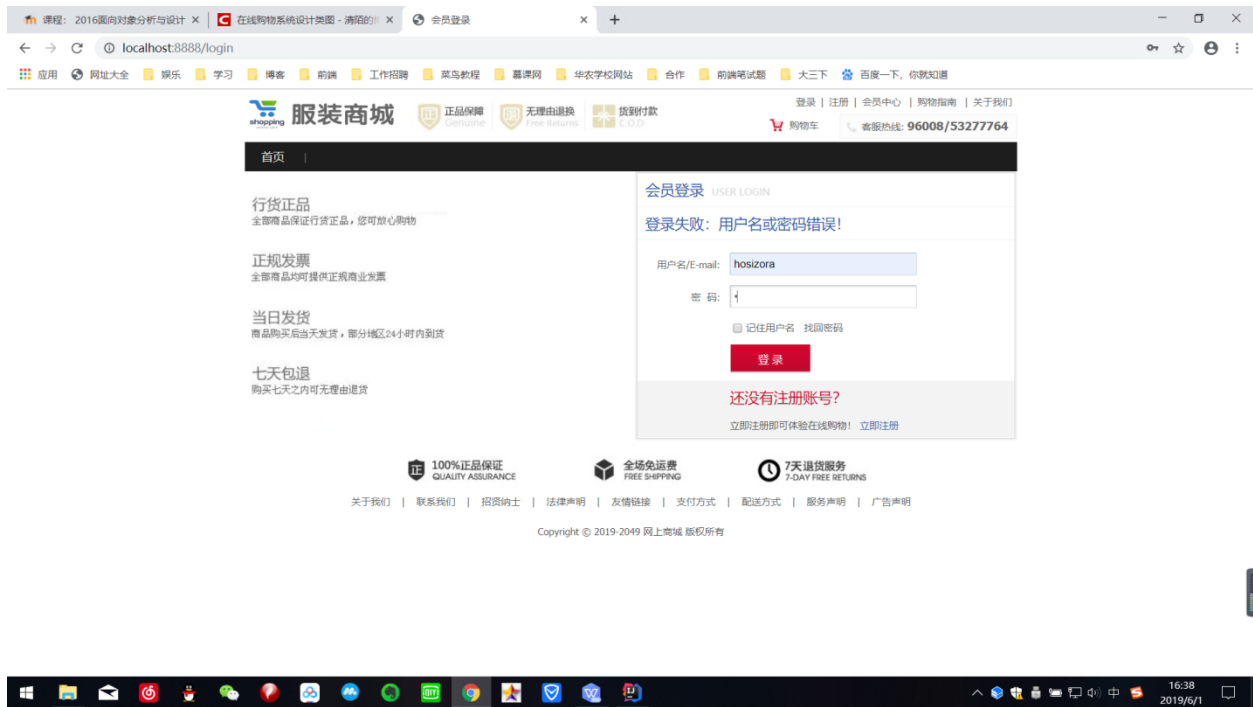 课程: 2016面向对象分析与设计
在线购物系统设计类图 - 清陌的
会员登录
localhost:8888/login
应用 网址大全 娱乐 学习 博客 前端 工作招聘 菜鸟教程 慕课网 华农学校网站 合作 前端笔试题 大三下 百度一下，你就知道
shopping 服装商城 正 正品保障 Genuine 无理由退换 Free Returns 货到付款 C.O.D
登录 | 注册 | 会员中心 | 购物指南 | 关于我们
购物车 客服热线: 96008/53277764
首页 |
会员登录 USER LOGIN
登录失败：用户名或密码错误!
行货正品
全部商品保证行货正品，您可放心购物
正规发票
全部商品均可提供正规商业发票
当日发货
商品购买后当天发货，部分地区24小时内到货
七天包退
购买七天之内可无理由退货
用户名/E-mail: hosizora
密 码:
记住用户名 找回密码
登 录
还没有注册账号?
立即注册即可体验在线购物! 立即注册
正 100%正品保证 QUALITY ASSURANCE
全场免运费 FREE SHIPPING
7天退货服务 7-DAY FREE RETURNS
关于我们 | 联系我们 | 招贤纳士 | 法律声明 | 友情链接 | 支付方式 | 配送方式 | 服务声明 | 广告声明
Copyright © 2019-2049 网上商城 版权所有
QIY
中
16:38
2019/6/1